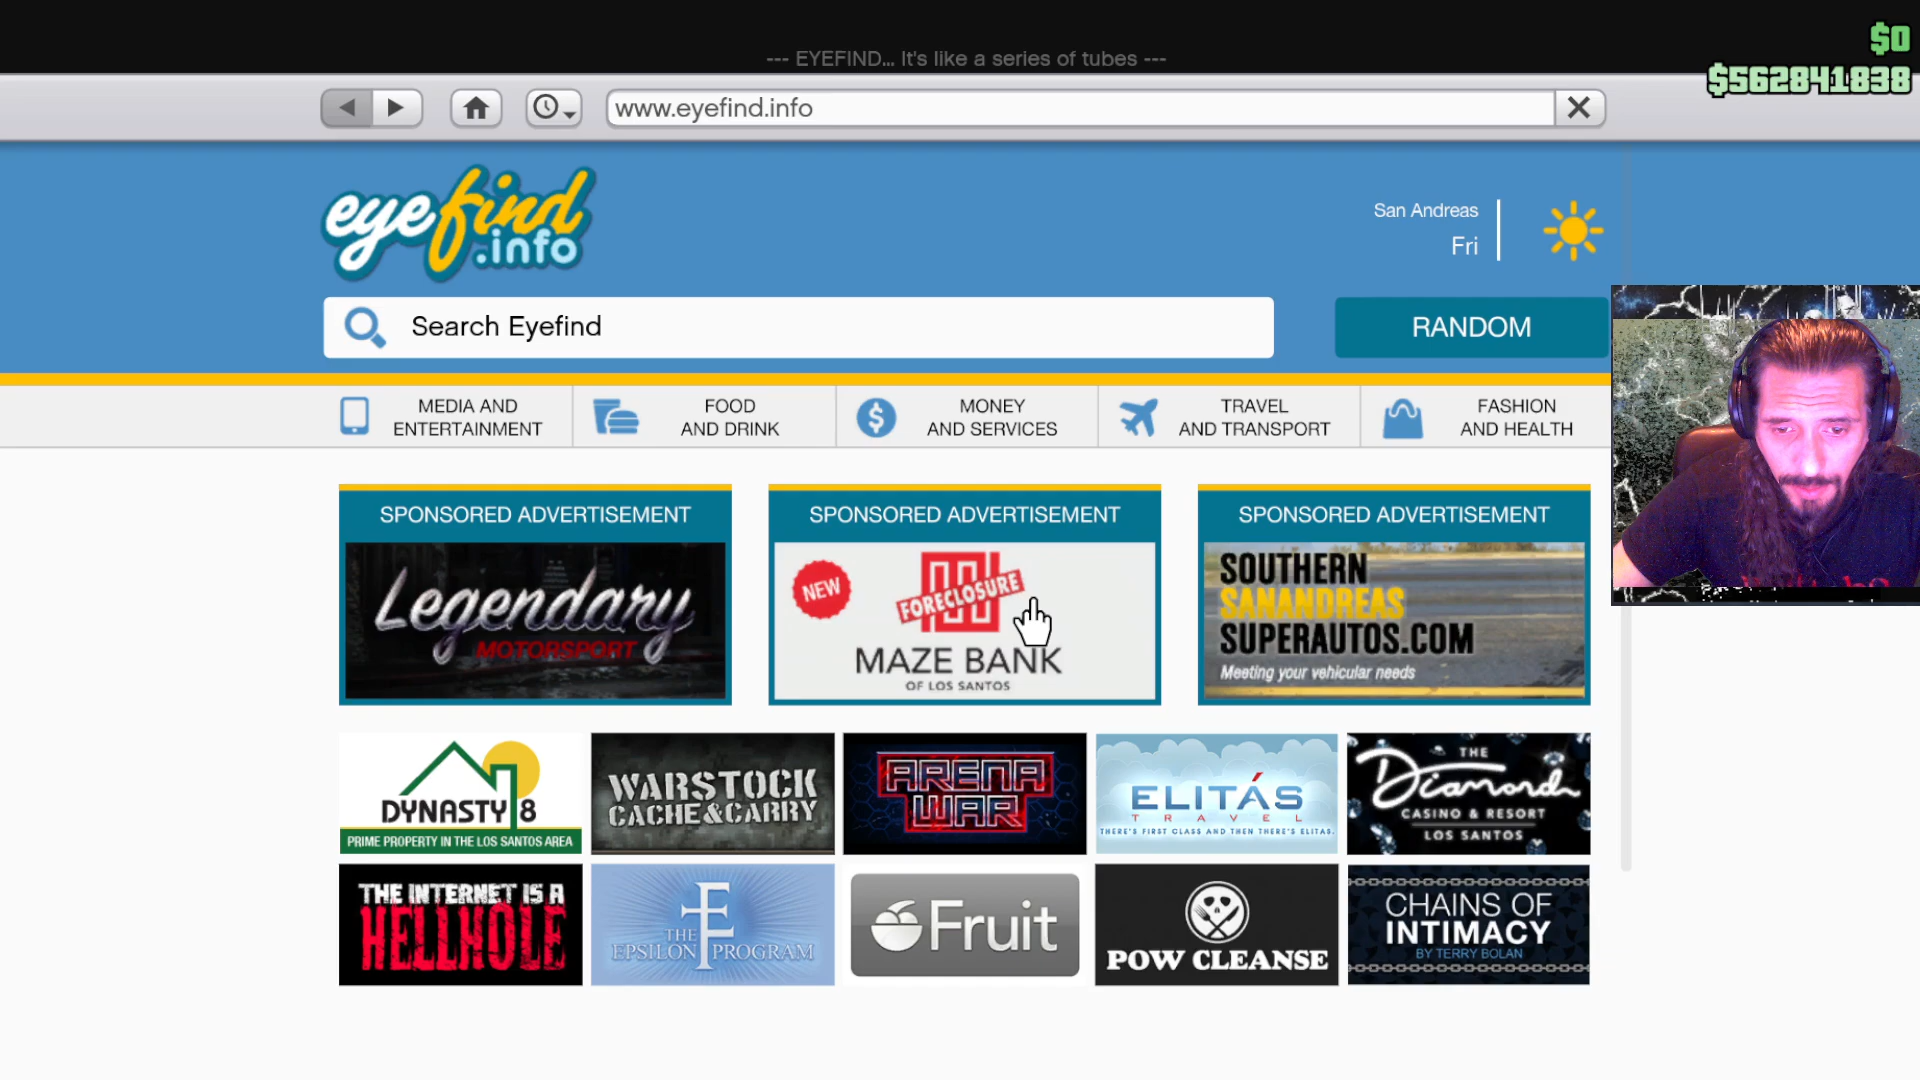 $0
--- EYEFIND... It's like a series of tubes ---
$562841838
www.eyefind.info
eyefind
.info
San Andreas
Fri
Search Eyefind
RANDOM
MEDIA AND
ENTERTAINMENT
FOOD
AND DRINK
MONEY
AND SERVICES
TRAVEL
AND TRANSPORT
FASHION
AND HEALTH
SPONSORED ADVERTISEMENT
Legendary
MOTORSPORT
SPONSORED ADVERTISEMENT
NEW
FORECLOSURE
MAZE BANK
OF LOS SANTOS
SPONSORED ADVERTISEMENT
SOUTHERN
SANANDREAS
SUPERAUTOS.COM
Meeting your vehicular needs
DYNASTY 8
PRIME PROPERTY IN THE LOS SANTOS AREA
WARSTOCK
CACHE&CARRY
ARENA
WAR
ELITÁS
TRAVEL
THERE'S FIRST CLASS AND THEN THERE'S ELITAS.
THE
Diamond
CASINO & RESORT
LOS SANTOS
THE INTERNET IS A
HELLHOLE
THE
EPSILON PROGRAM
Fruit
POW CLEANSE
CHAINS OF
INTIMACY
BY TERRY BOLAN